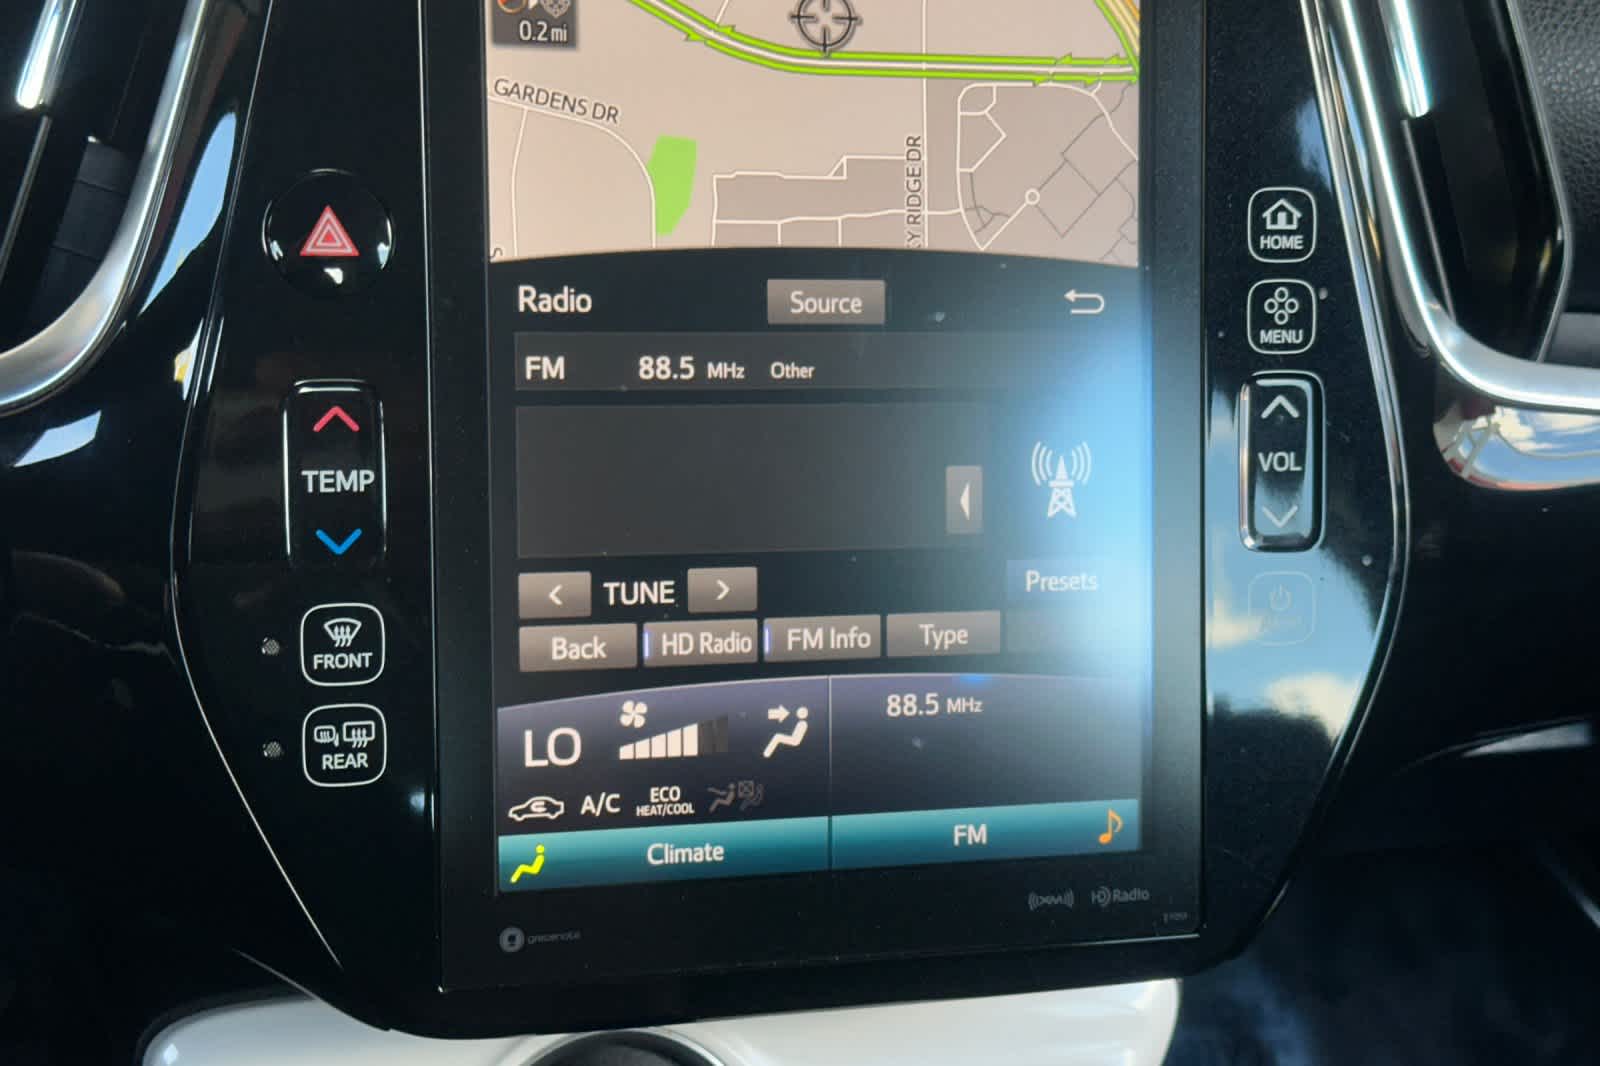 0.2 mi
GARDENS DR
Y RIDGE DR
S
Radio
Source
FM 88.5 MHz Other
TUNE
Presets
Back HD Radio FM Info Type
LO
88.5 MHz
A/C ECO
HEAT/COOL
Climate
FM
TEMP
FRONT
REAR
HOME
MENU
VOL
gracenote
(((XM))) HD Radio